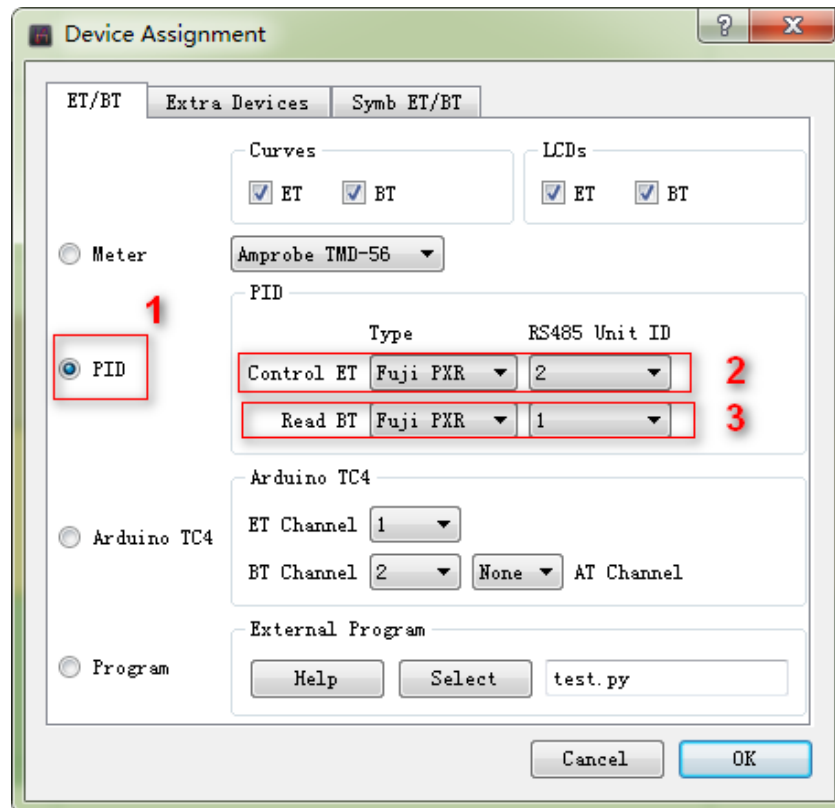 Device Assignment
ET/BT Extra Devices Symb ET/BT
Curves LCDs
ET BT ET BT
Meter Amprobe TMD-56
PID
1
Type RS485 Unit ID
PID Control ET Fuji PXR 2 2
Read BT Fuji PXR 1 3
Arduino TC4
ET Channel 1
Arduino TC4
BT Channel 2 None AT Channel
External Program
Program Help Select test.py
Cancel OK